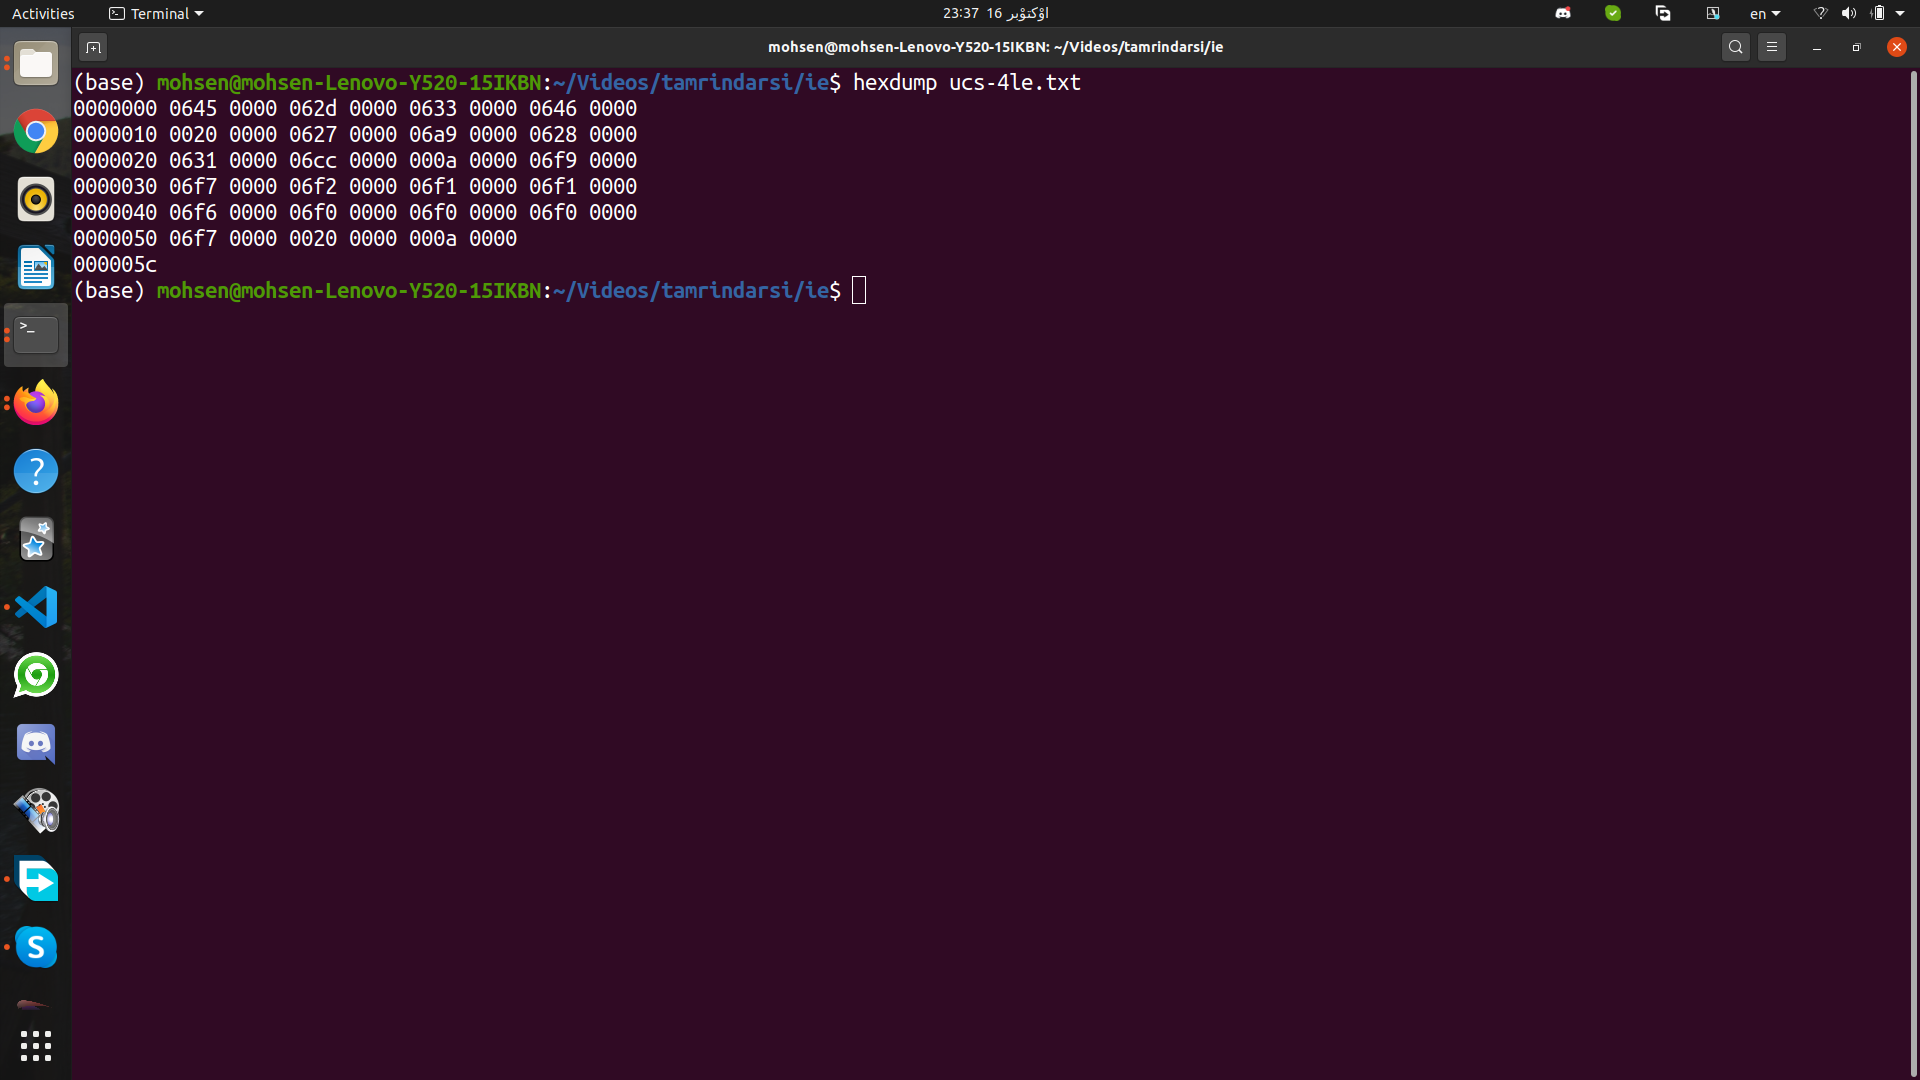 Activities Terminal 23:37 16 اؤکتوْبر en
mohsen@mohsen-Lenovo-Y520-15IKBN: ~/Videos/tamrindarsi/ie
(base) mohsen@mohsen-Lenovo-Y520-15IKBN:~/Videos/tamrindarsi/ie$ hexdump ucs-4le.txt
0000000 0645 0000 062d 0000 0633 0000 0646 0000
0000010 0020 0000 0627 0000 06a9 0000 0628 0000
0000020 0631 0000 06cc 0000 000a 0000 06f9 0000
0000030 06f7 0000 06f2 0000 06f1 0000 06f1 0000
0000040 06f6 0000 06f0 0000 06f0 0000 06f0 0000
0000050 06f7 0000 0020 0000 000a 0000
000005c
(base) mohsen@mohsen-Lenovo-Y520-15IKBN:~/Videos/tamrindarsi/ie$